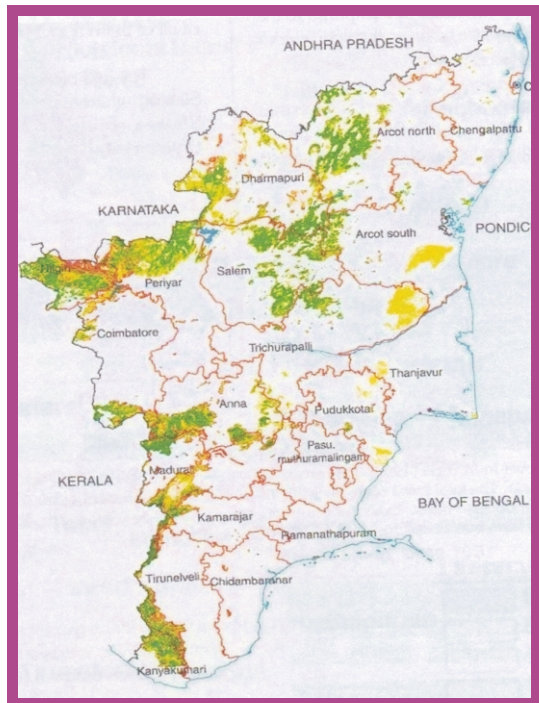 ANDHRA PRADESH
Arcot north
Chengalpatru
Dharmapuri
KARNATAKA
Arcot south
PONDIC
Periyar
Salem
Coimbatore
Trichurapalli
Thanjavur
Anna
Pudukkotai
Pasu.
muthuramalingam
KERALA
Madurai
BAY OF BENGAL
Kamarajar
Ramanathapuram
Tirunelveli
Chidambaranar
Kanyakumari